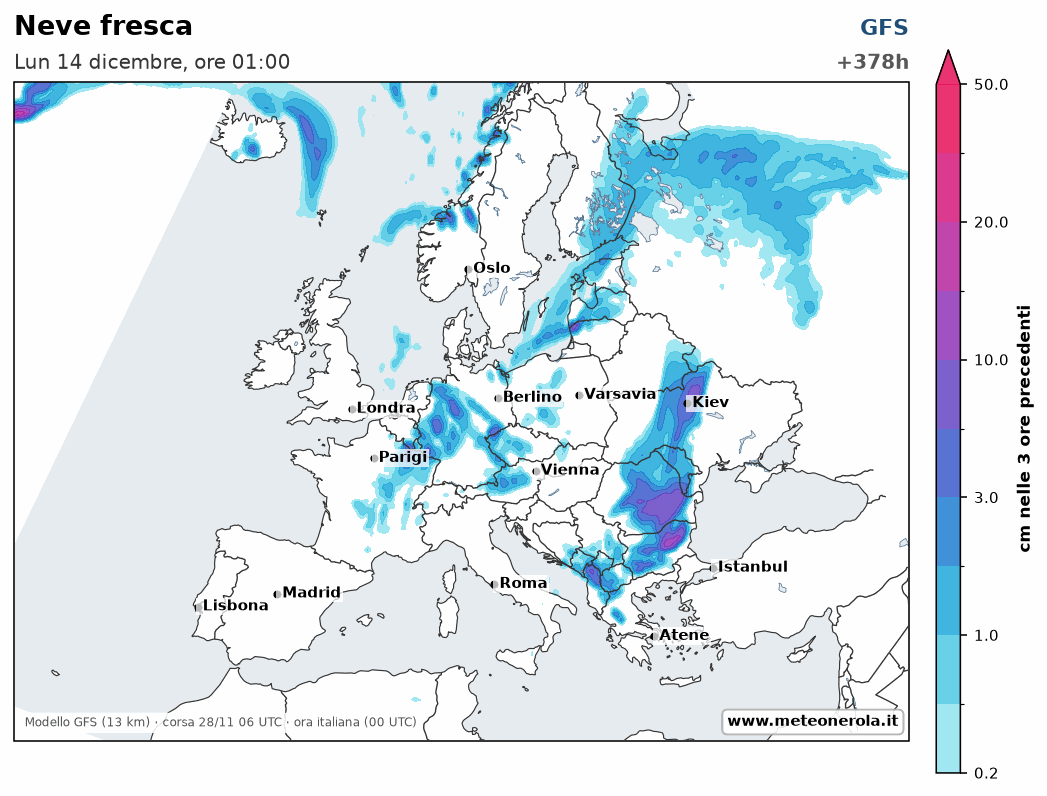 Neve fresca
GFS
Lun 14 dicembre, ore 01:00
+378h
50.0
20.0
10.0
3.0
1.0
0.2
cm nelle 3 ore precedenti
Oslo
Londra
Berlino
Varsavia
Kiev
Parigi
Vienna
Istanbul
Roma
Madrid
Lisbona
Atene
Modello GFS (13 km) · corsa 28/11 06 UTC · ora italiana (00 UTC)
www.meteonerola.it